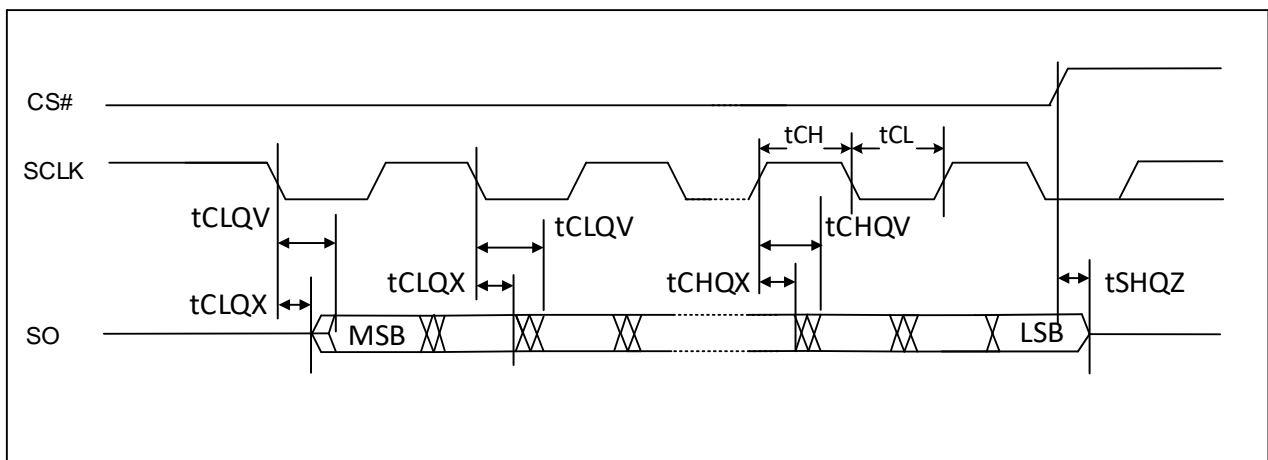 CS#
tCH
tCL
SCLK
tCLQV
tCLQV
tCHQV
tCLQX
tCLQX
tCHQX
tSHQZ
SO
MSB
LSB